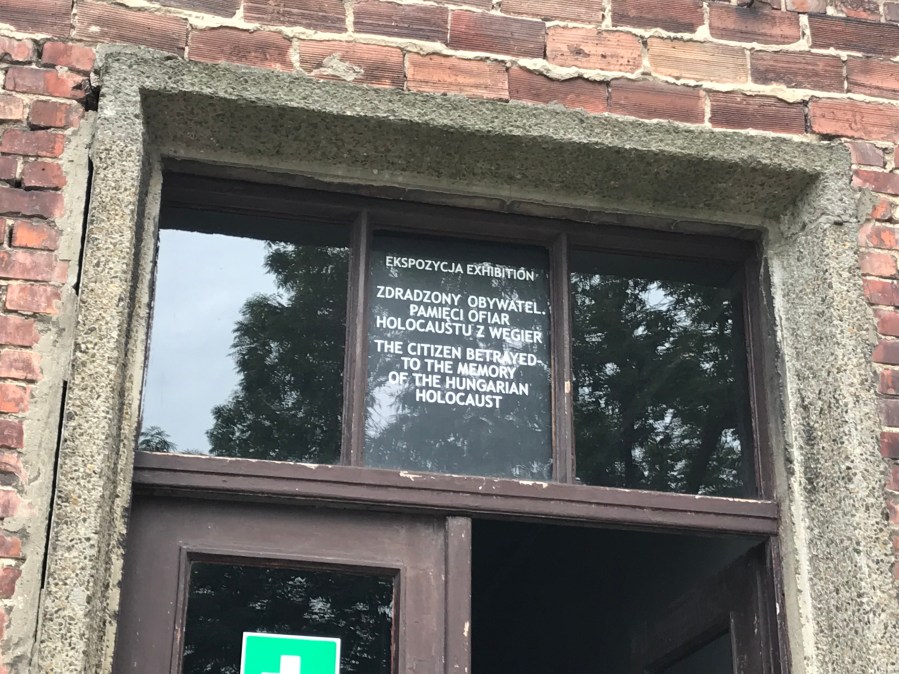 EKSPOZYCJA EXHIBITION
ZDRADZONY OBYWATEL.
PAMIĘCI OFIAR
HOLOCAUSTU Z WĘGIER
THE CITIZEN BETRAYED
TO THE MEMORY
OF THE HUNGARIAN
HOLOCAUST